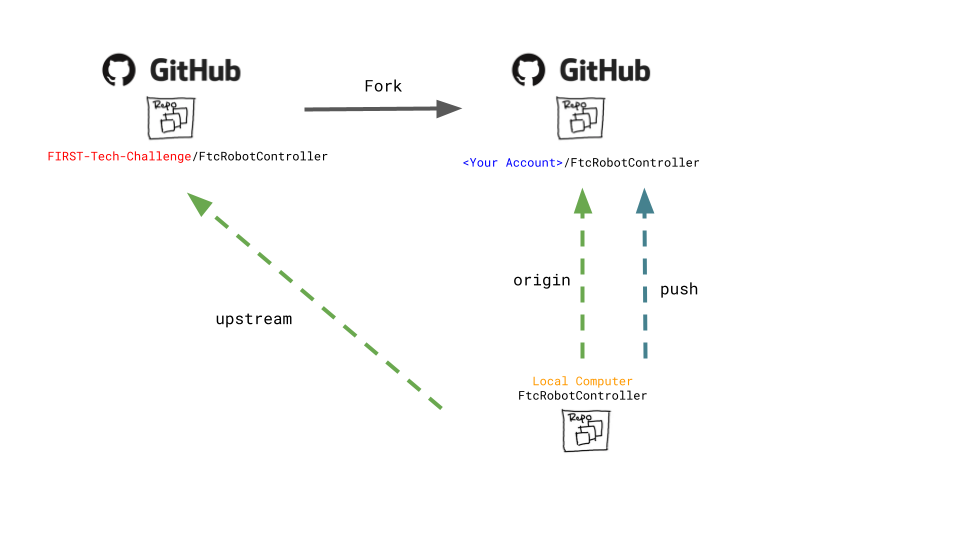 GitHub
Repo
FIRST-Tech-Challenge/FtcRobotController
Fork
GitHub
Repo
<Your Account>/FtcRobotController
upstream
origin
push
Local Computer
FtcRobotController
Repo